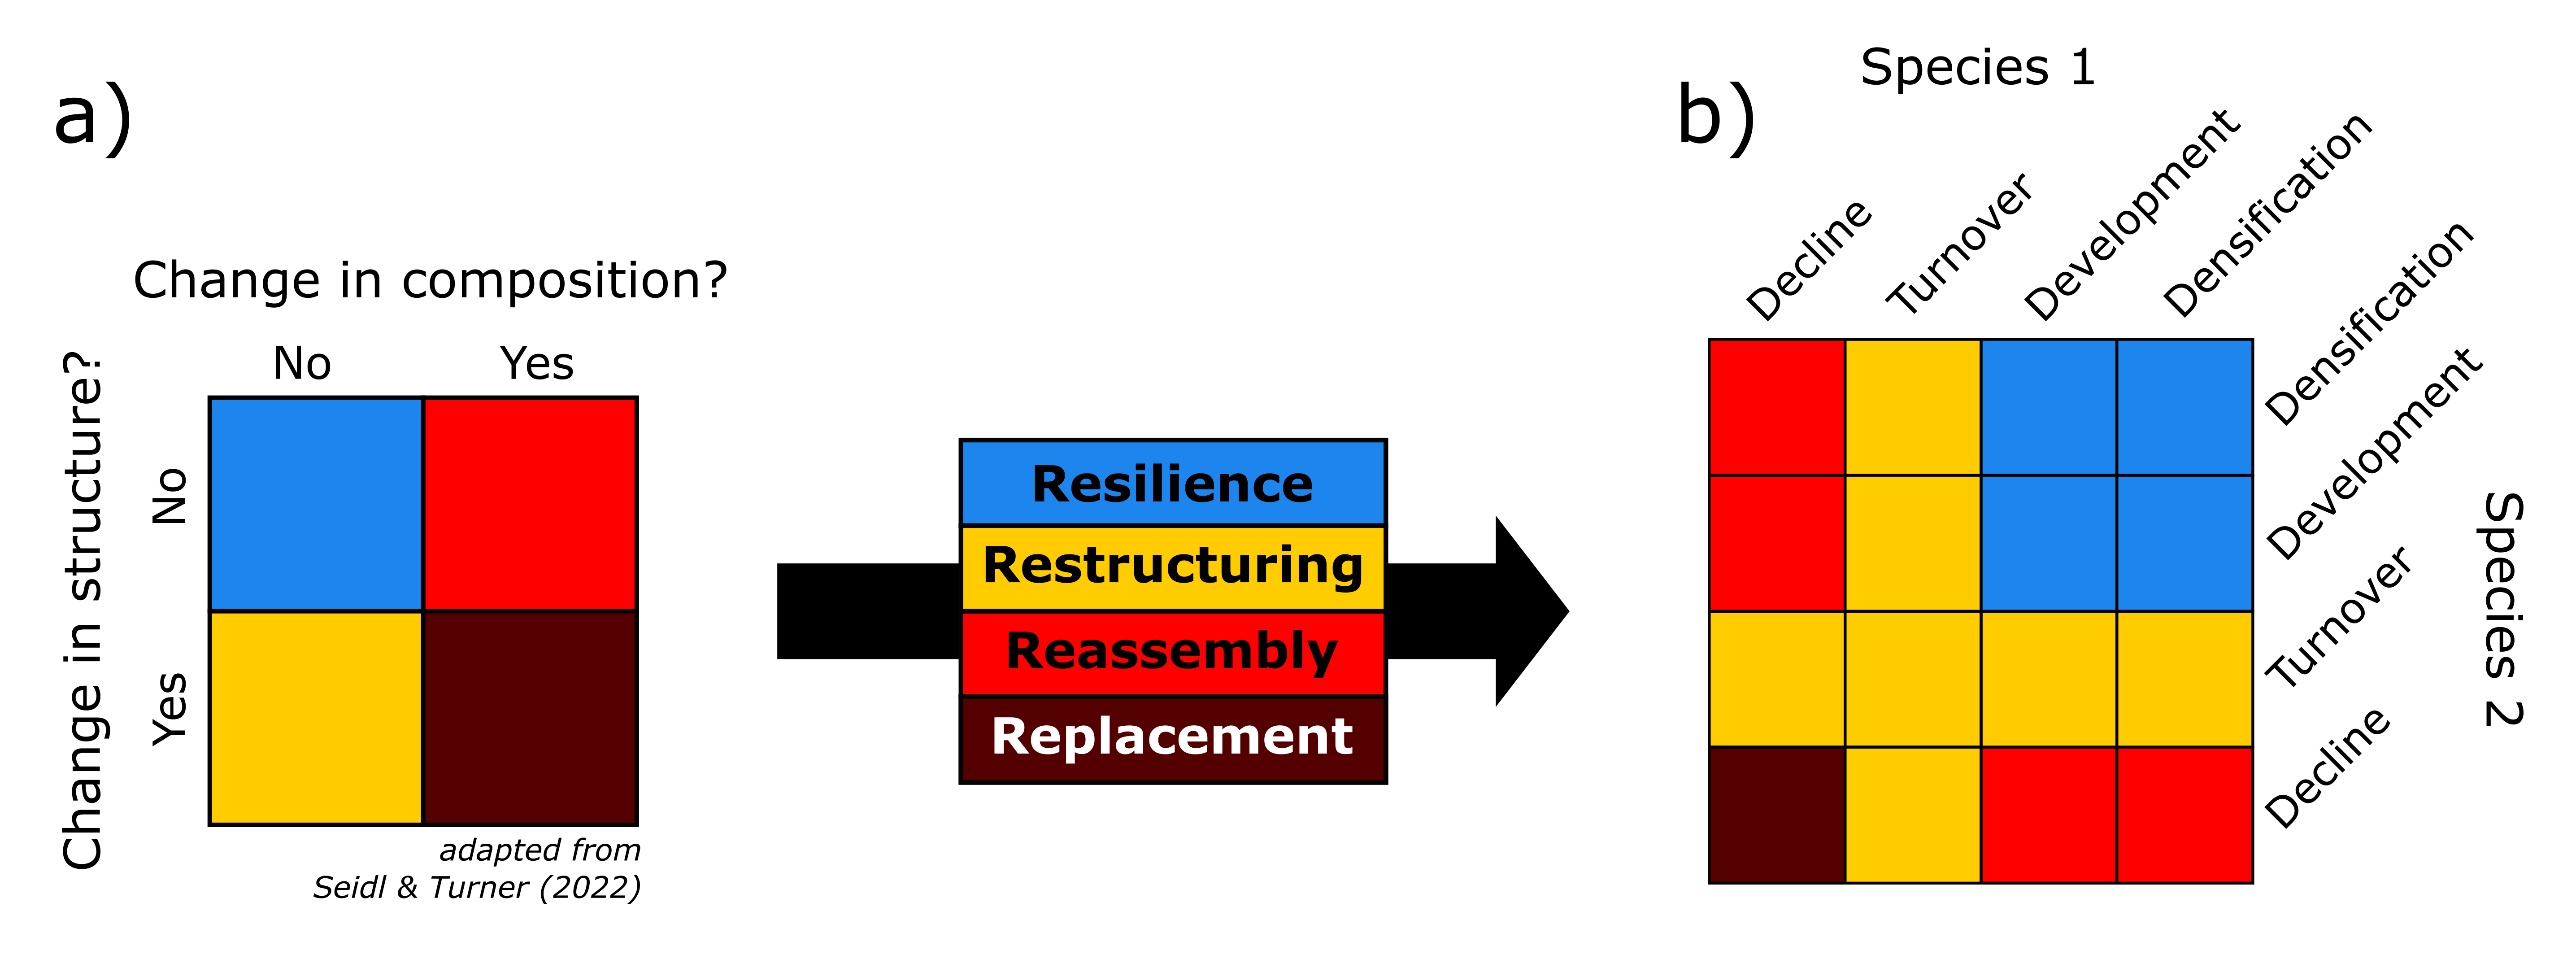 a)
Change in composition?
No
Yes
Change in structure?
No
Yes
adapted from
Seidl & Turner (2022)
Resilience
Restructuring
Reassembly
Replacement
b)
Species 1
Decline
Turnover
Development
Densification
Densification
Development
Turnover
Decline
Species 2